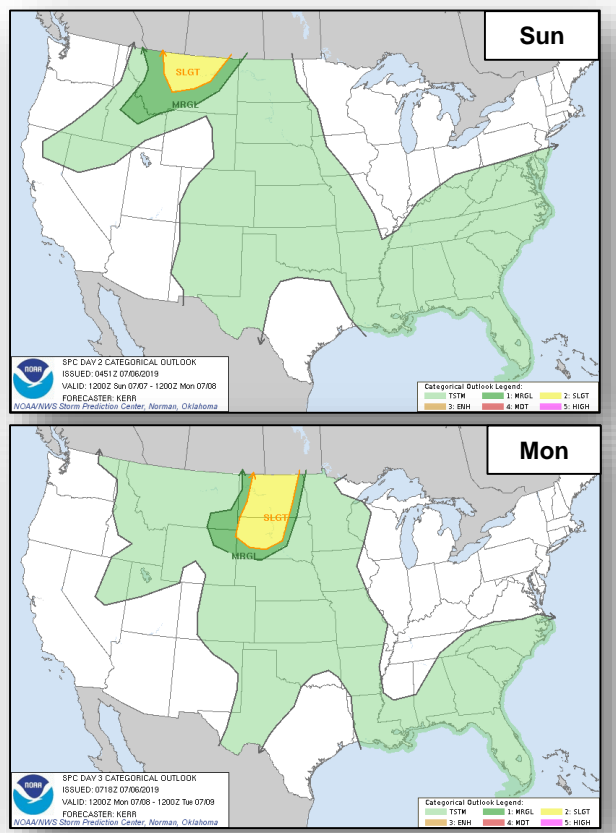 Sun
SLGT
MRGL
NOAA
SPC DAY 2 CATEGORICAL OUTLOOK
ISSUED: 0451Z 07/06/2019
VALID: 1200Z Sun 07/07 - 1200Z Mon 07/08
FORECASTER: KERR
NOAA/NWS Storm Prediction Center, Norman, Oklahoma
Categorical Outlook Legend:
TSTM 1: MRGL 2: SLGT
3: ENH 4: MDT 5: HIGH
Mon
SLGT
MRGL
NOAA
SPC DAY 3 CATEGORICAL OUTLOOK
ISSUED: 0718Z 07/06/2019
VALID: 1200Z Mon 07/08 - 1200Z Tue 07/09
FORECASTER: KERR
NOAA/NWS Storm Prediction Center, Norman, Oklahoma
Categorical Outlook Legend:
TSTM 1: MRGL 2: SLGT
3: ENH 4: MDT 5: HIGH